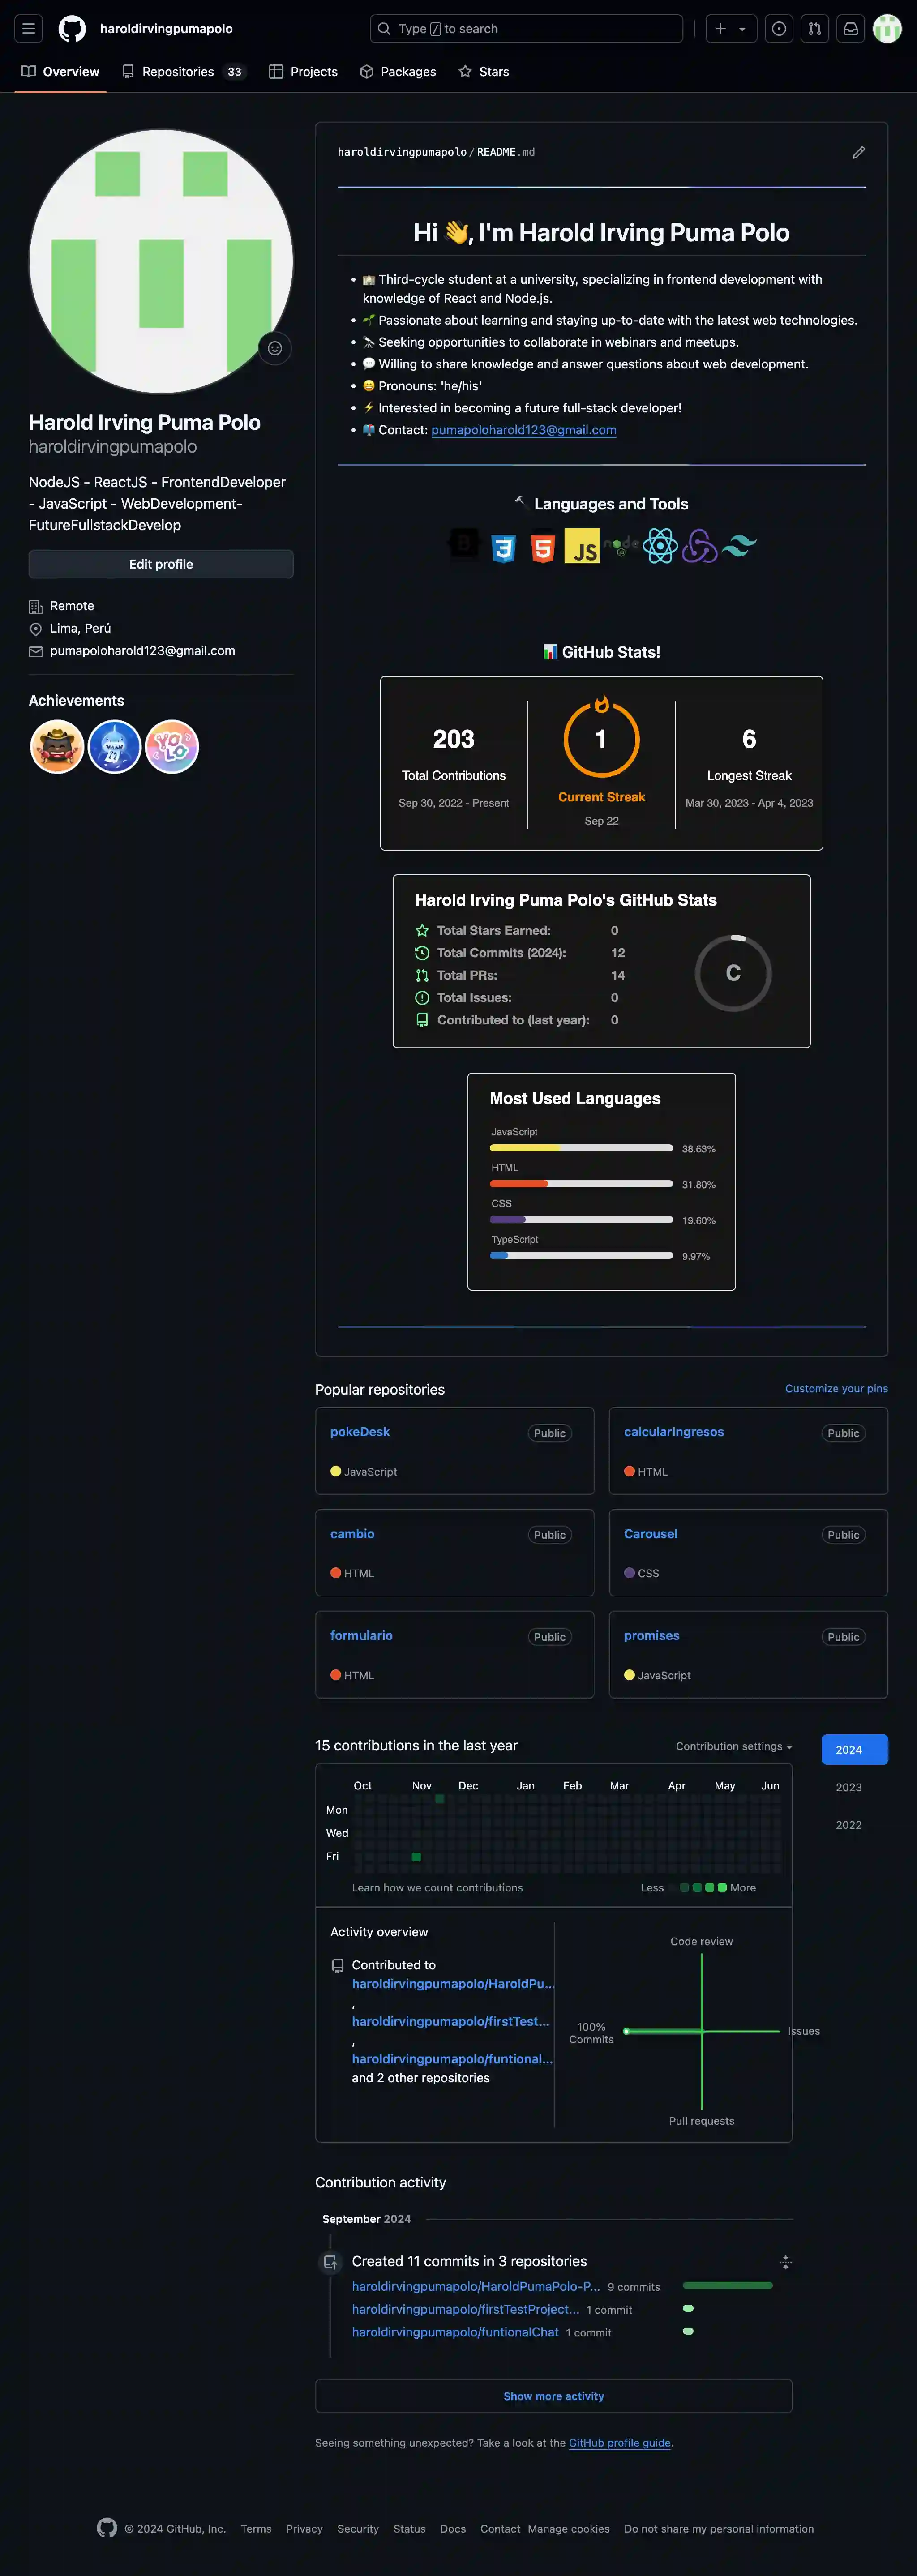 haroldirvingpumapolo
Type / to search
Overview
Repositories 33
Projects
Packages
Stars
Harold Irving Puma Polo
haroldirvingpumapolo
NodeJS - ReactJS - FrontendDeveloper
- JavaScript - WebDevelopment-
FutureFullstackDevelop
Edit profile
Remote
Lima, Perú
pumapoloharold123@gmail.com
Achievements
YOLO
haroldirvingpumapolo/README.md
Hi 👋, I'm Harold Irving Puma Polo
Third-cycle student at a university, specializing in frontend development with
knowledge of React and Node.js.
🌱 Passionate about learning and staying up-to-date with the latest web technologies.
🔭 Seeking opportunities to collaborate in webinars and meetups.
💬 Willing to share knowledge and answer questions about web development.
😄 Pronouns: 'he/his'
⚡ Interested in becoming a future full-stack developer!
📫 Contact: pumapoloharold123@gmail.com
🔨 Languages and Tools
B 3 5 JS node JS
📊 GitHub Stats!
203
Total Contributions
Sep 30, 2022 - Present
1
Current Streak
Sep 22
6
Longest Streak
Mar 30, 2023 - Apr 4, 2023
Harold Irving Puma Polo's GitHub Stats
Total Stars Earned: 0
Total Commits (2024): 12
Total PRs: 14
Total Issues: 0
Contributed to (last year): 0
C
Most Used Languages
JavaScript
38.63%
HTML
31.80%
CSS
19.60%
TypeScript
9.97%
Popular repositories
Customize your pins
pokeDesk Public
JavaScript
calcularIngresos Public
HTML
cambio Public
HTML
Carousel Public
CSS
formulario Public
HTML
promises Public
JavaScript
15 contributions in the last year
Contribution settings
2024
2023
2022
Oct Nov Dec Jan Feb Mar Apr May Jun
Mon
Wed
Fri
Learn how we count contributions
Less More
Activity overview
Contributed to
haroldirvingpumapolo/HaroldPu...
,
haroldirvingpumapolo/firstTest...
,
haroldirvingpumapolo/funtional...
and 2 other repositories
Code review
100%
Commits
Issues
Pull requests
Contribution activity
September 2024
Created 11 commits in 3 repositories
haroldirvingpumapolo/HaroldPumaPolo-P... 9 commits
haroldirvingpumapolo/firstTestProject... 1 commit
haroldirvingpumapolo/funtionalChat 1 commit
Show more activity
Seeing something unexpected? Take a look at the GitHub profile guide.
© 2024 GitHub, Inc. Terms Privacy Security Status Docs Contact Manage cookies Do not share my personal information